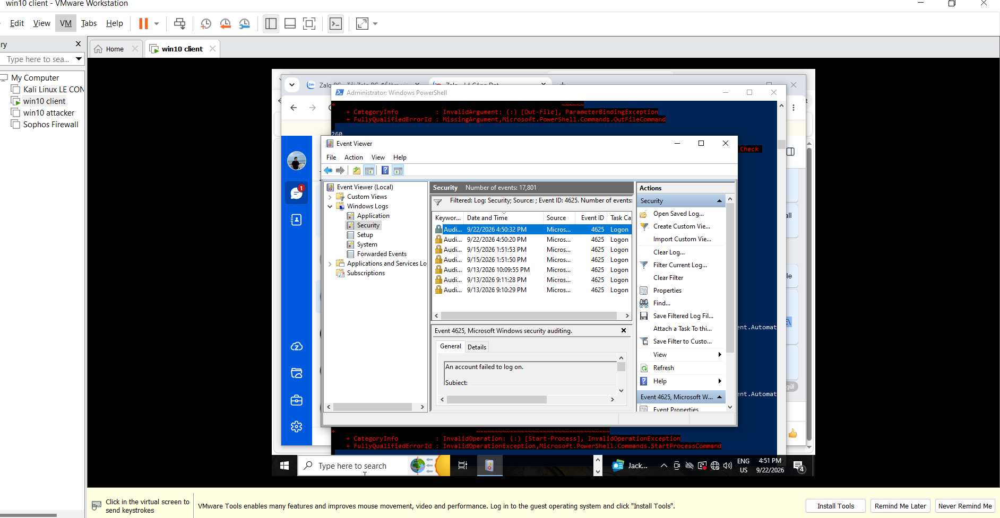 win10 client - VMware Workstation
Edit View VM Tabs Help
ry
Type here to sea...
Home
win10 client
My Computer
Kali Linux LE CON
win10 client
win10 attacker
Sophos Firewall
Administrator: Windows PowerShell
+ CategoryInfo : InvalidArgument: (:) [Out-File], ParameterBindingException
+ FullyQualifiedErrorId : MissingArgument,Microsoft.PowerShell.Commands.OutFileCommand
260
Check
Event Viewer
File Action View Help
Event Viewer (Local)
Custom Views
Windows Logs
Application
Security
Setup
System
Forwarded Events
Applications and Services Lo
Subscriptions
Security Number of events: 17,801
Filtered: Log: Security; Source: ; Event ID: 4625. Number of events:
Keywor... Date and Time Source Event ID Task Ca
Audi... 9/22/2026 4:50:32 PM Micros... 4625 Logon
Audi... 9/22/2026 4:50:20 PM Micros... 4625 Logon
Audi... 9/15/2026 1:51:53 PM Micros... 4625 Logon
Audi... 9/15/2026 1:51:50 PM Micros... 4625 Logon
Audi... 9/13/2026 10:09:55 PM Micros... 4625 Logon
Audi... 9/13/2026 9:11:28 PM Micros... 4625 Logon
Audi... 9/13/2026 9:10:29 PM Micros... 4625 Logon
Event 4625, Microsoft Windows security auditing.
General Details
An account failed to log on.
Subject:
Actions
Security
Open Saved Log...
Create Custom Vie...
Import Custom Vie...
Clear Log...
Filter Current Log...
Clear Filter
Properties
Find...
Save Filtered Log Fil...
Attach a Task To thi...
Save Filter to Custo...
View
Refresh
Help
Event 4625, Microsoft W...
Event Properties
1
all
le
E\
gửi
ent.Automat
ent.Automat
+ CategoryInfo : InvalidOperation: (:) [Start-Process], InvalidOperationException
+ FullyQualifiedErrorId : InvalidOperationException,Microsoft.PowerShell.Commands.StartProcessCommand
Type here to search
Jack...
ENG
US
4:51 PM
9/22/2026
4
Click in the virtual screen to
send keystrokes
VMware Tools enables many features and improves mouse movement, video and performance. Log in to the guest operating system and click "Install Tools".
Install Tools
Remind Me Later
Never Remind Me